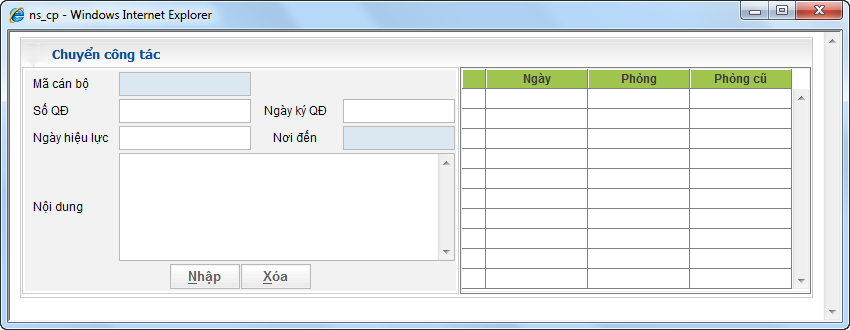 ns_cp - Windows Internet Explorer
Chuyển công tác
Mã cán bộ
Số QĐ
Ngày ký QĐ
Ngày hiệu lực
Nơi đến
Nội dung
Nhập
Xóa
Ngày
Phòng
Phòng cũ